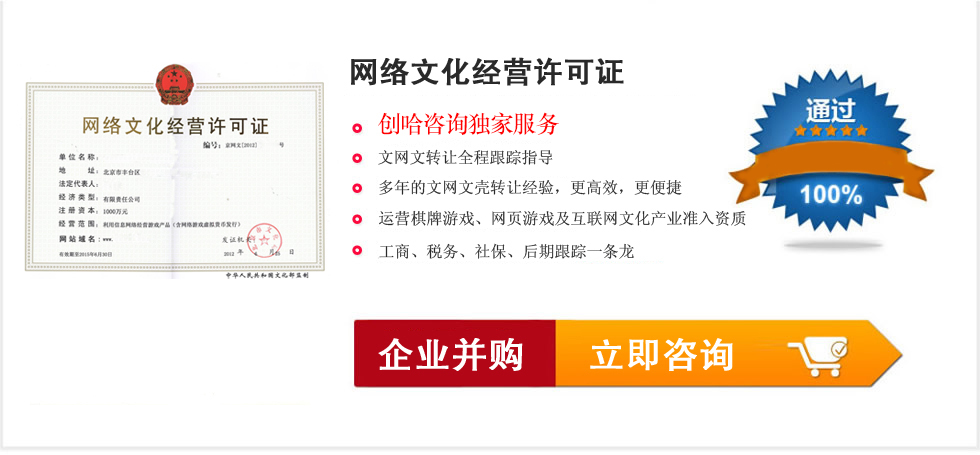 网络文化经营许可证
创哈咨询独家服务
文网文转让全程跟踪指导
多年的文网文壳转让经验，更高效，更便捷
运营棋牌游戏、网页游戏及互联网文化产业准入资质
工商、税务、社保、后期跟踪一条龙
企业并购
立即咨询
通过
100%
网络文化经营许可证
编号：京网文[2012] 号
单位名称：
地 址：北京市丰台区
法定代表人：
经济类型：有限责任公司
注册资本：1000万元
经营范围：利用信息网络经营游戏产品（含网络游戏虚拟货币发行）
网站域名：www.
发证机关
有效期至2015年6月30日
2012 年 月 日
中华人民共和国文化部监制